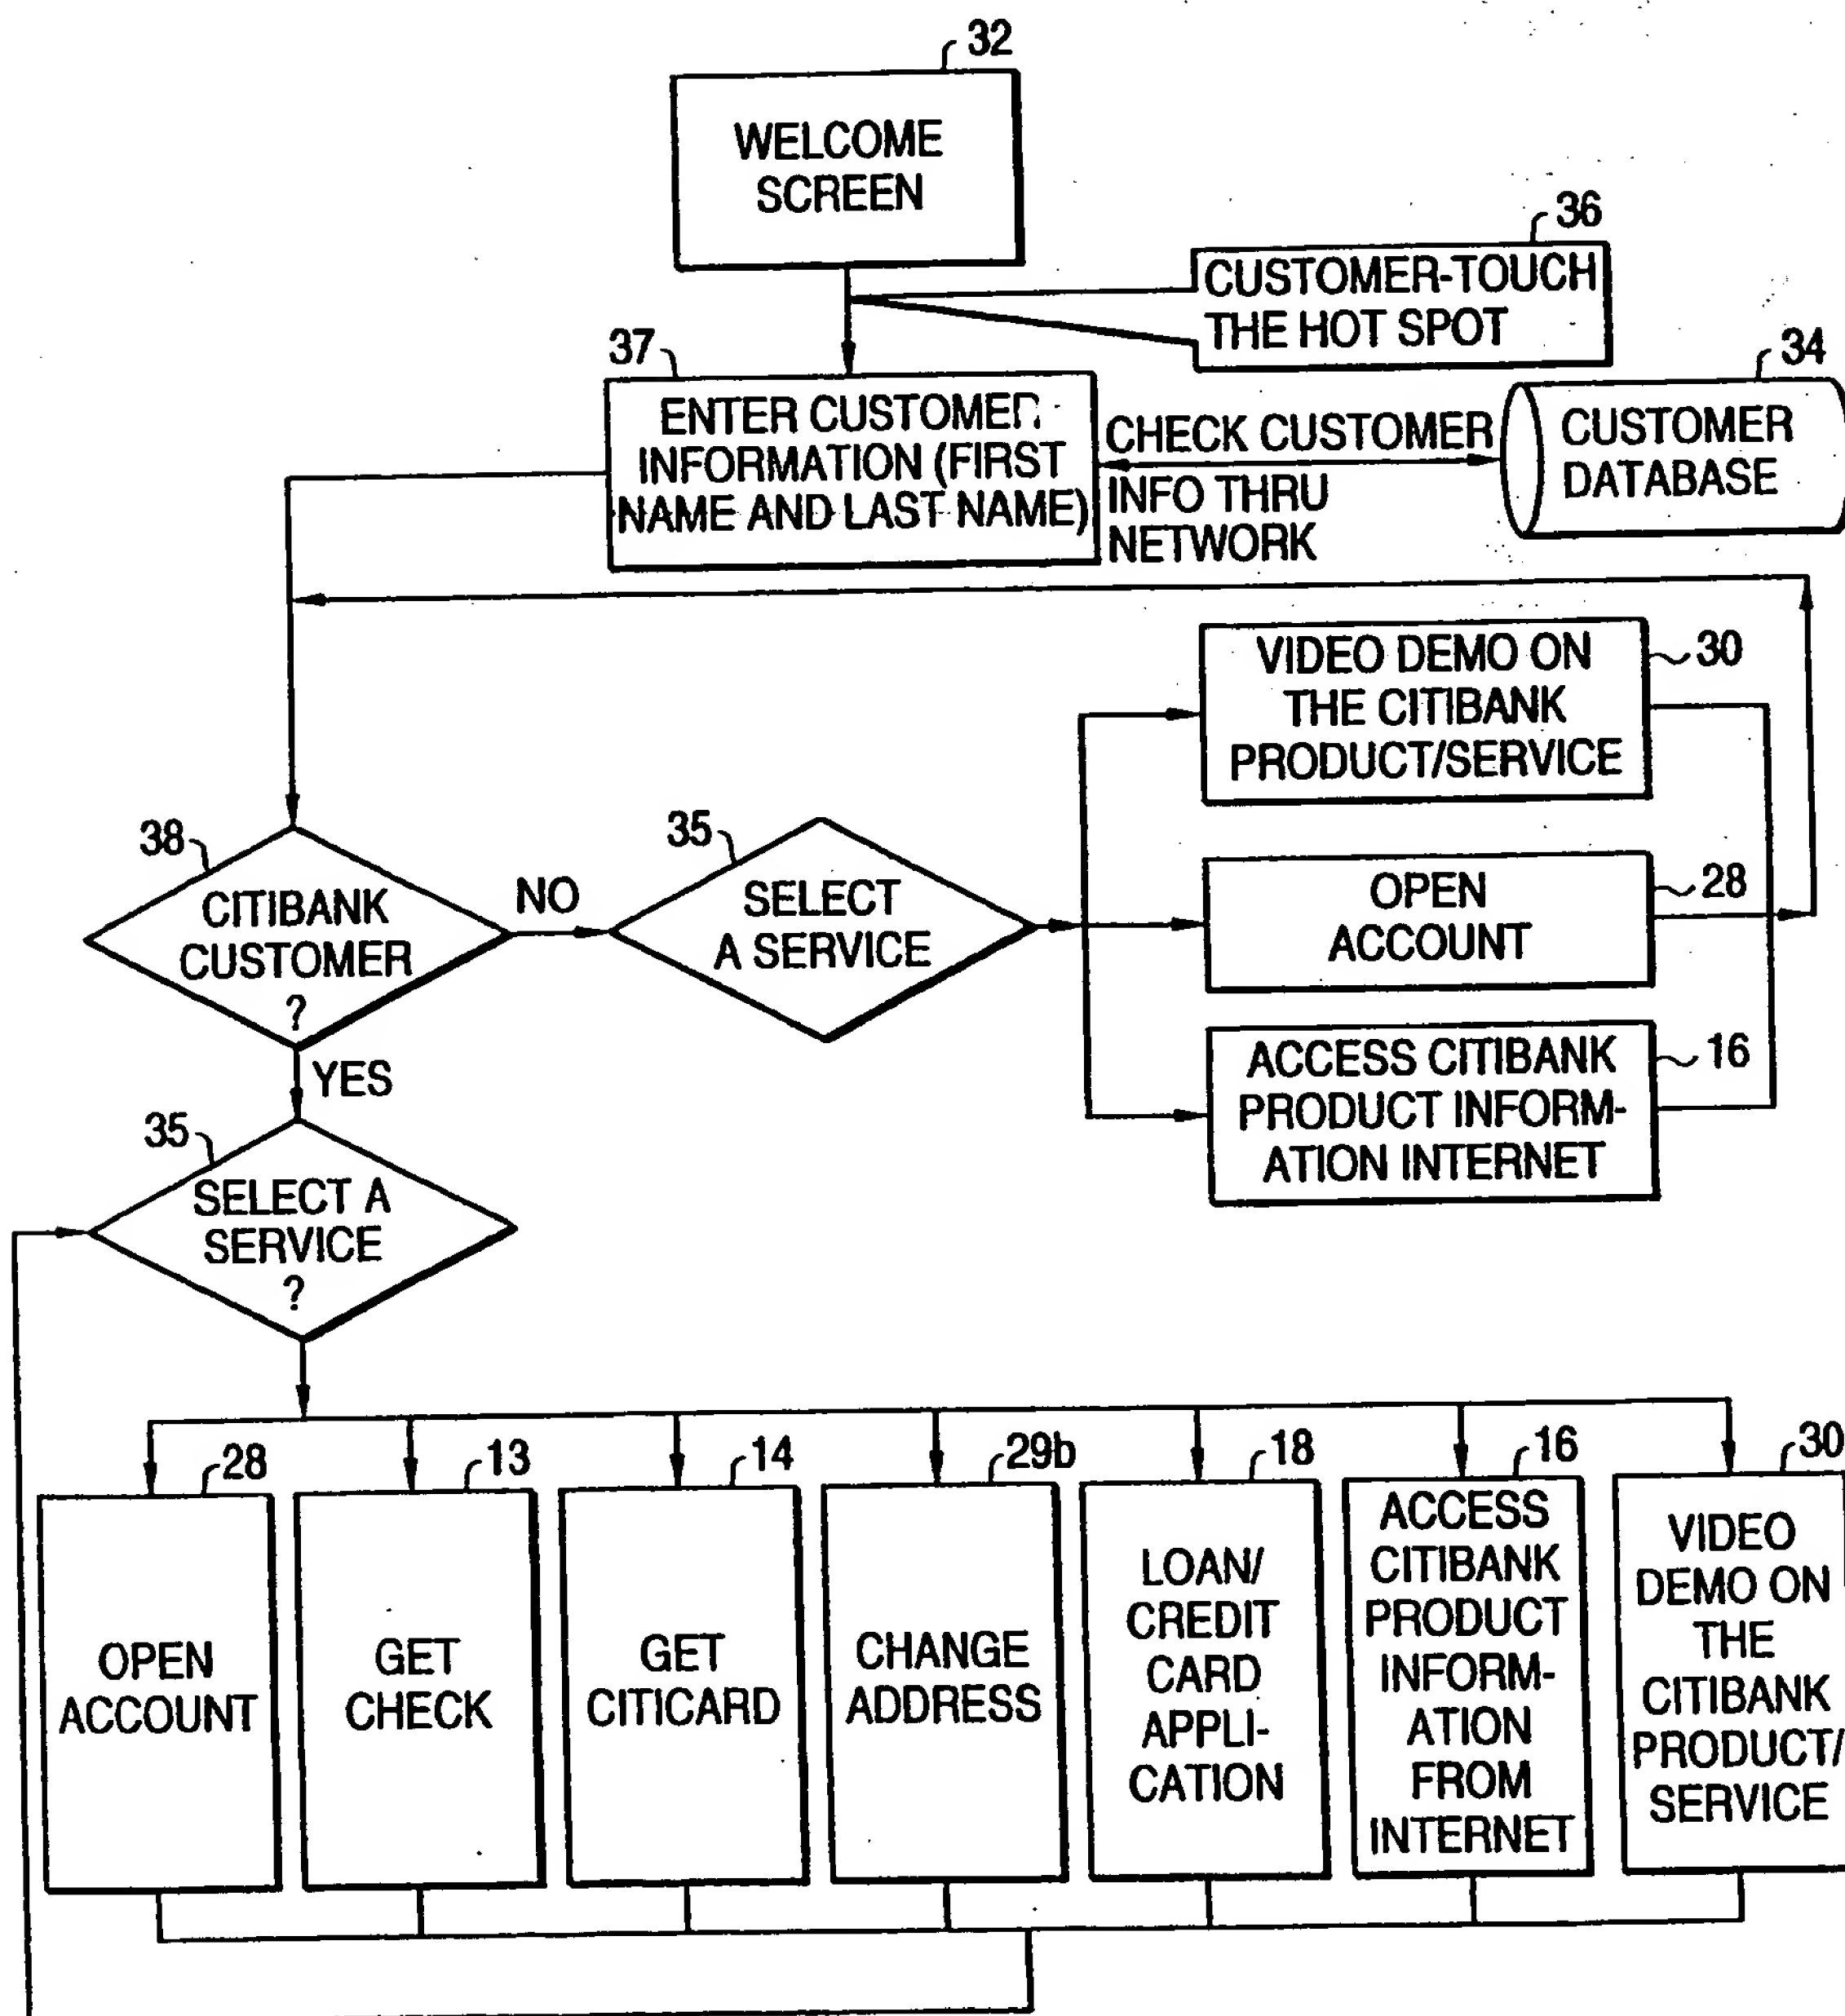 32
WELCOME
SCREEN
36
CUSTOMER-TOUCH
THE HOT SPOT
37
34
ENTER CUSTOMER
INFORMATION (FIRST
NAME AND LAST NAME)
CHECK CUSTOMER
INFO THRU
NETWORK
CUSTOMER
DATABASE
VIDEO DEMO ON
THE CITIBANK
PRODUCT/SERVICE
30
38
CITIBANK
CUSTOMER
?
NO
35
SELECT
A SERVICE
OPEN
ACCOUNT
28
ACCESS CITIBANK
PRODUCT INFORM-
ATION INTERNET
16
YES
35
SELECT A
SERVICE
?
28
OPEN
ACCOUNT
13
GET
CHECK
14
GET
CITICARD
29b
CHANGE
ADDRESS
18
LOAN/
CREDIT
CARD
APPLI-
CATION
16
ACCESS
CITIBANK
PRODUCT
INFORM-
ATION
FROM
INTERNET
30
VIDEO
DEMO ON
THE
CITIBANK
PRODUCT/
SERVICE